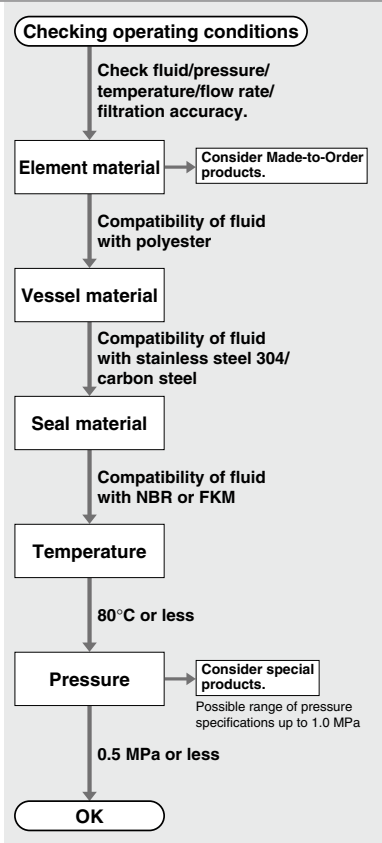 Checking operating conditions
Check fluid/pressure/
temperature/flow rate/
filtration accuracy.
Element material
Consider Made-to-Order
products.
Compatibility of fluid
with polyester
Vessel material
Compatibility of fluid
with stainless steel 304/
carbon steel
Seal material
Compatibility of fluid
with NBR or FKM
Temperature
80°C or less
Pressure
Consider special
products.
Possible range of pressure
specifications up to 1.0 MPa
0.5 MPa or less
OK